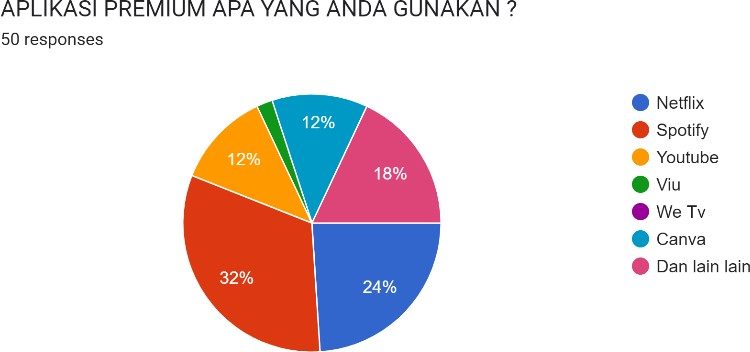 APLIKASI PREMIUM APA YANG ANDA GUNAKAN ?
50 responses
12%
18%
12%
32%
24%
Netflix
Spotify
Youtube
Viu
We Tv
Canva
Dan lain lain